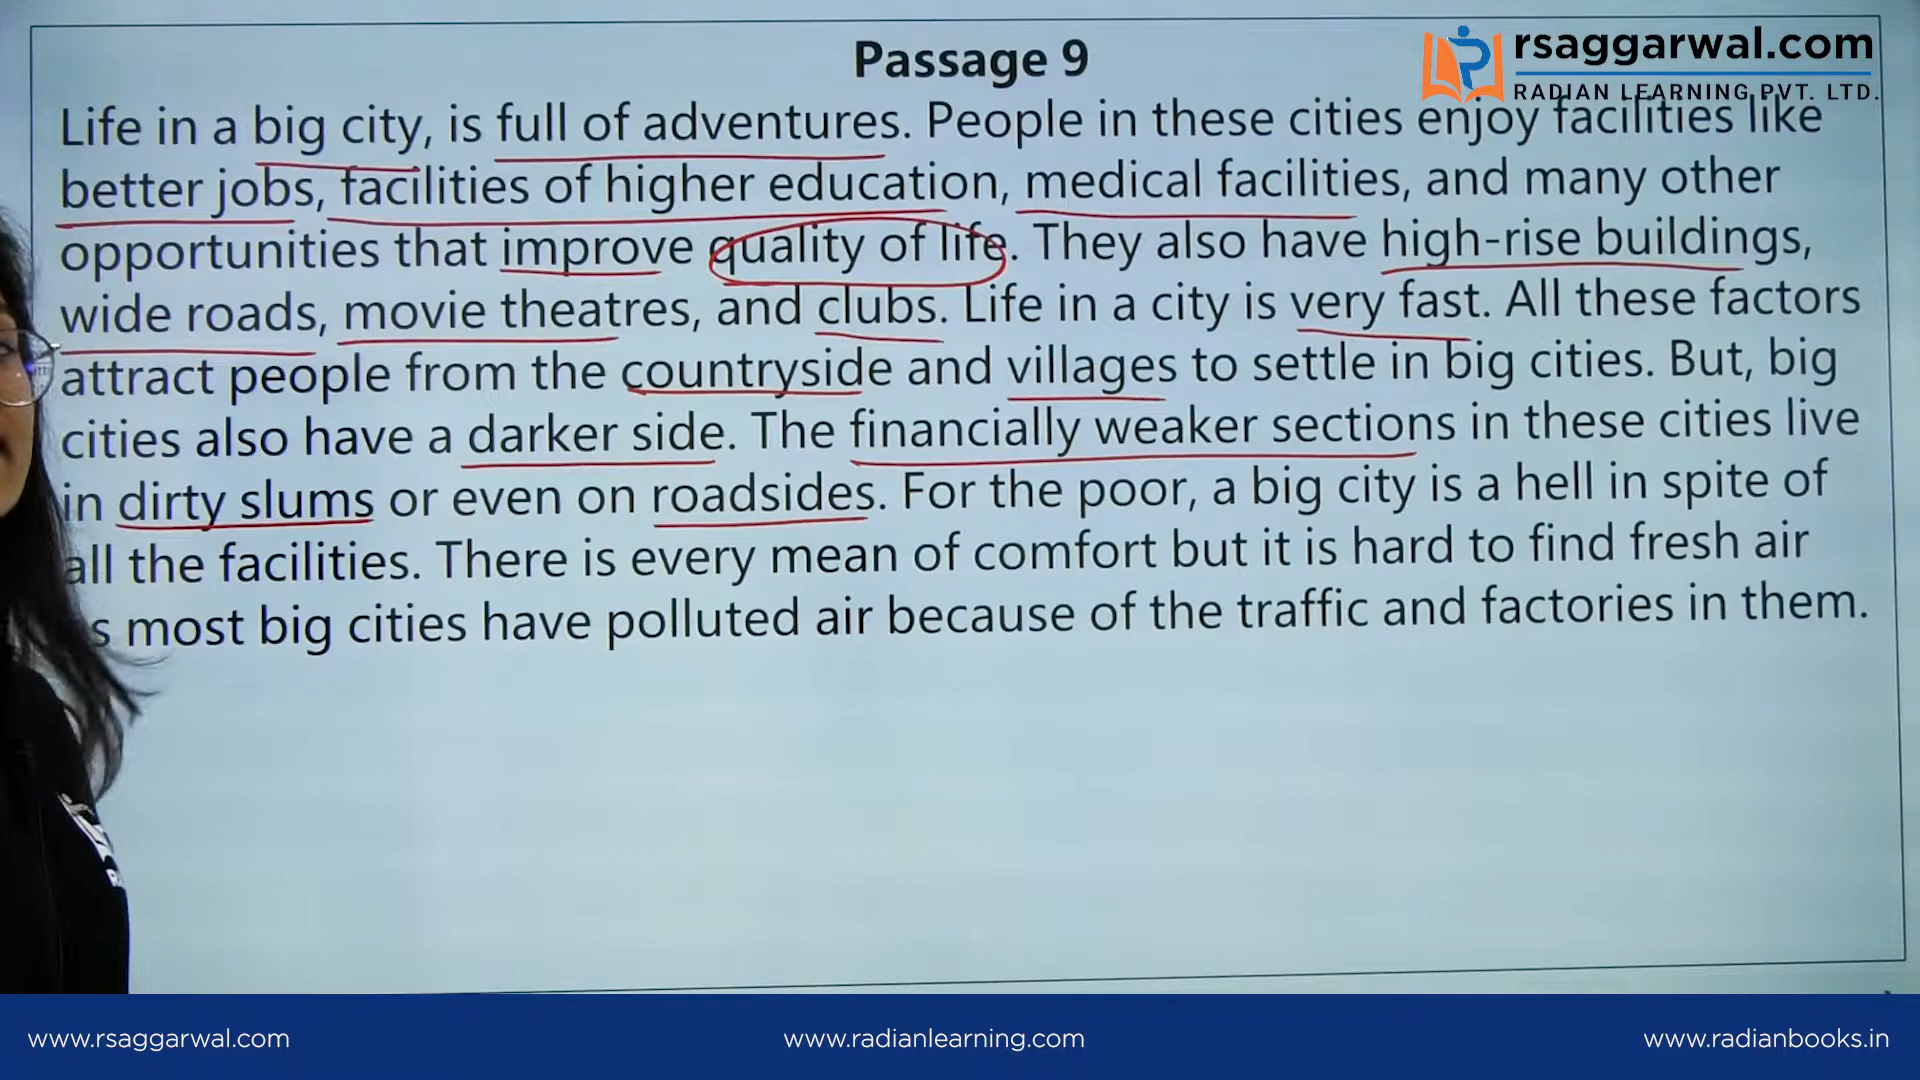 Passage 9
rsaggarwal.com
RADIAN LEARNING PVT. LTD.
Life in a big city, is full of adventures. People in these cities enjoy facilities like
better jobs, facilities of higher education, medical facilities, and many other
opportunities that improve quality of life. They also have high-rise buildings,
wide roads, movie theatres, and clubs. Life in a city is very fast. All these factors
attract people from the countryside and villages to settle in big cities. But, big
cities also have a darker side. The financially weaker sections in these cities live
in dirty slums or even on roadsides. For the poor, a big city is a hell in spite of
all the facilities. There is every mean of comfort but it is hard to find fresh air
most big cities have polluted air because of the traffic and factories in them.
www.rsaggarwal.com
www.radianlearning.com
www.radianbooks.in